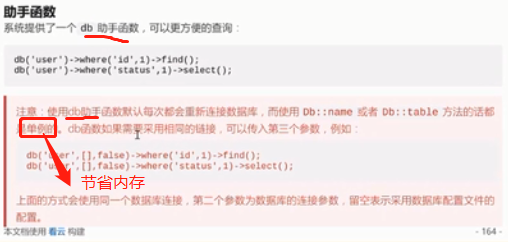 助手函数
系统提供了一个 db 助手函数，可以更方便的查询：
db('user')->where('id',1)->find();
db('user')->where('status',1)->select();
注意：使用db助手函数默认每次都会重新连接数据库，而使用 Db::name 或者 Db::table 方法的话都
是单例的。db函数如果需要采用相同的链接，可以传入第三个参数，例如：
db('user',[],false)->where('id',1)->find();
db('user',[],false)->where('status',1)->select();
节省内存
上面的方式会使用同一个数据库连接，第二个参数为数据库的连接参数，留空表示采用数据库配置文件的
配置。
本文档使用 看云 构建
- 164 -